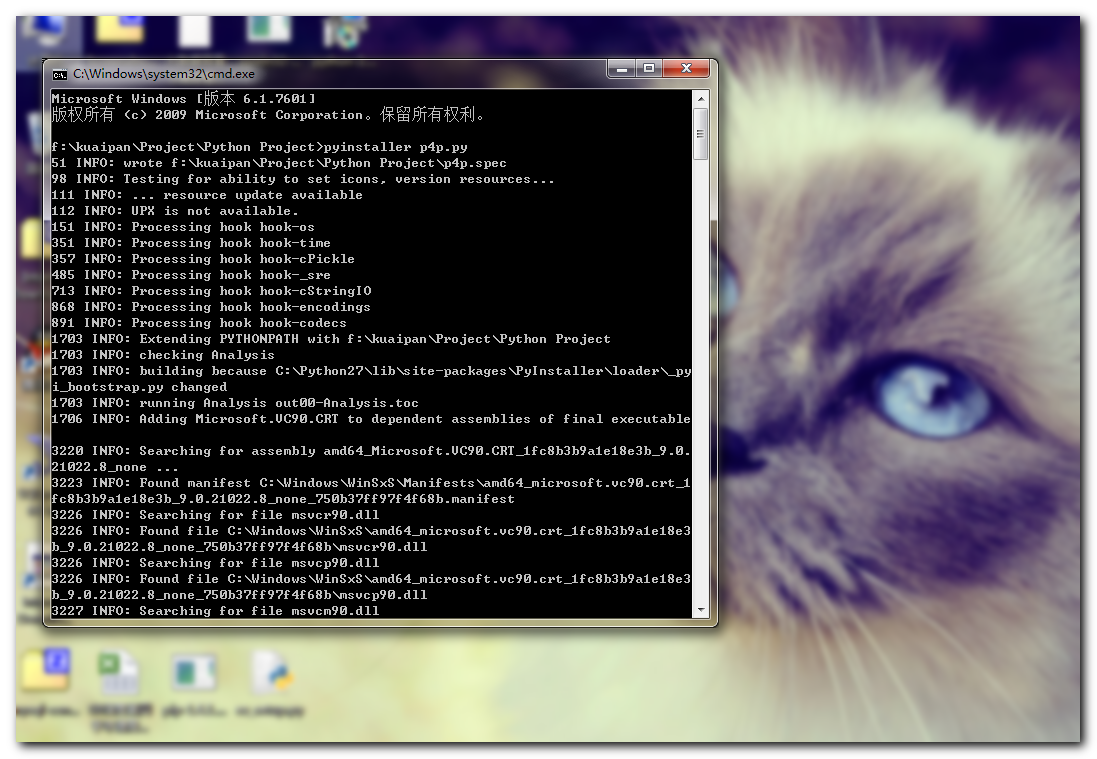 C:\Windows\system32\cmd.exe
Microsoft Windows [版本 6.1.7601]
版权所有 (c) 2009 Microsoft Corporation。保留所有权利。
f:\kuaipan\Project\Python Project>pyinstaller p4p.py
51 INFO: wrote f:\kuaipan\Project\Python Project\p4p.spec
98 INFO: Testing for ability to set icons, version resources...
111 INFO: ... resource update available
112 INFO: UPX is not available.
151 INFO: Processing hook hook-os
351 INFO: Processing hook hook-time
357 INFO: Processing hook hook-cPickle
485 INFO: Processing hook hook-_sre
713 INFO: Processing hook hook-cStringIO
868 INFO: Processing hook hook-encodings
891 INFO: Processing hook hook-codecs
1703 INFO: Extending PYTHONPATH with f:\kuaipan\Project\Python Project
1703 INFO: checking Analysis
1703 INFO: building because C:\Python27\lib\site-packages\PyInstaller\loader\_py
i_bootstrap.py changed
1703 INFO: running Analysis out00-Analysis.toc
1706 INFO: Adding Microsoft.VC90.CRT to dependent assemblies of final executable
3220 INFO: Searching for assembly amd64_Microsoft.VC90.CRT_1fc8b3b9a1e18e3b_9.0.
21022.8_none ...
3223 INFO: Found manifest C:\Windows\WinSxS\Manifests\amd64_microsoft.vc90.crt_1
fc8b3b9a1e18e3b_9.0.21022.8_none_750b37ff97f4f68b.manifest
3226 INFO: Searching for file msvcr90.dll
3226 INFO: Found file C:\Windows\WinSxS\amd64_microsoft.vc90.crt_1fc8b3b9a1e18e3
b_9.0.21022.8_none_750b37ff97f4f68b\msvcr90.dll
3226 INFO: Searching for file msvcp90.dll
3226 INFO: Found file C:\Windows\WinSxS\amd64_microsoft.vc90.crt_1fc8b3b9a1e18e3
b_9.0.21022.8_none_750b37ff97f4f68b\msvcp90.dll
3227 INFO: Searching for file msvcm90.dll